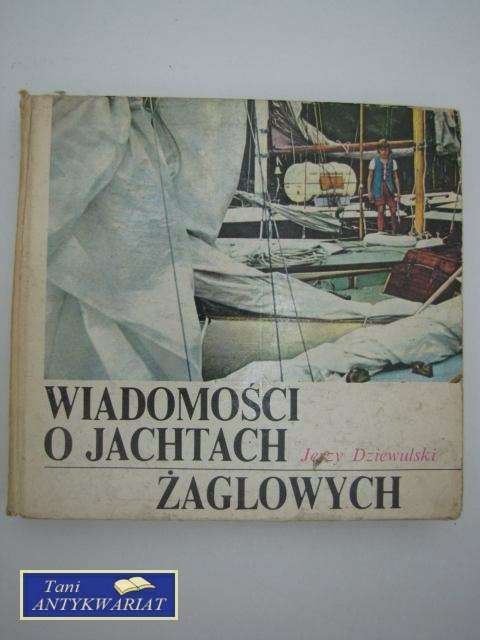 WIADOMOŚCI
O JACHTACH Jerzy Dziewulski
ŻAGLOWYCH
Tani
ANTYKWARIAT